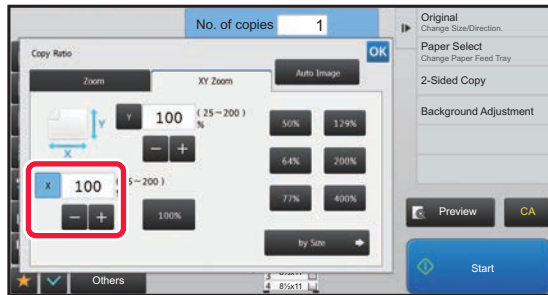 No. of copies 1
Original
Change Size/Direction.
Paper Select
Change Paper Feed Tray
2-Sided Copy
Background Adjustment
Copy Ratio
OK
Zoom
XY Zoom
Auto Image
Y
Y 100 (25~200)
%
50% 129%
X
− +
64% 200%
X 100 5~200)
77% 400%
− + 100%
Preview
CA
by Size
Start
Others
4 8½x11